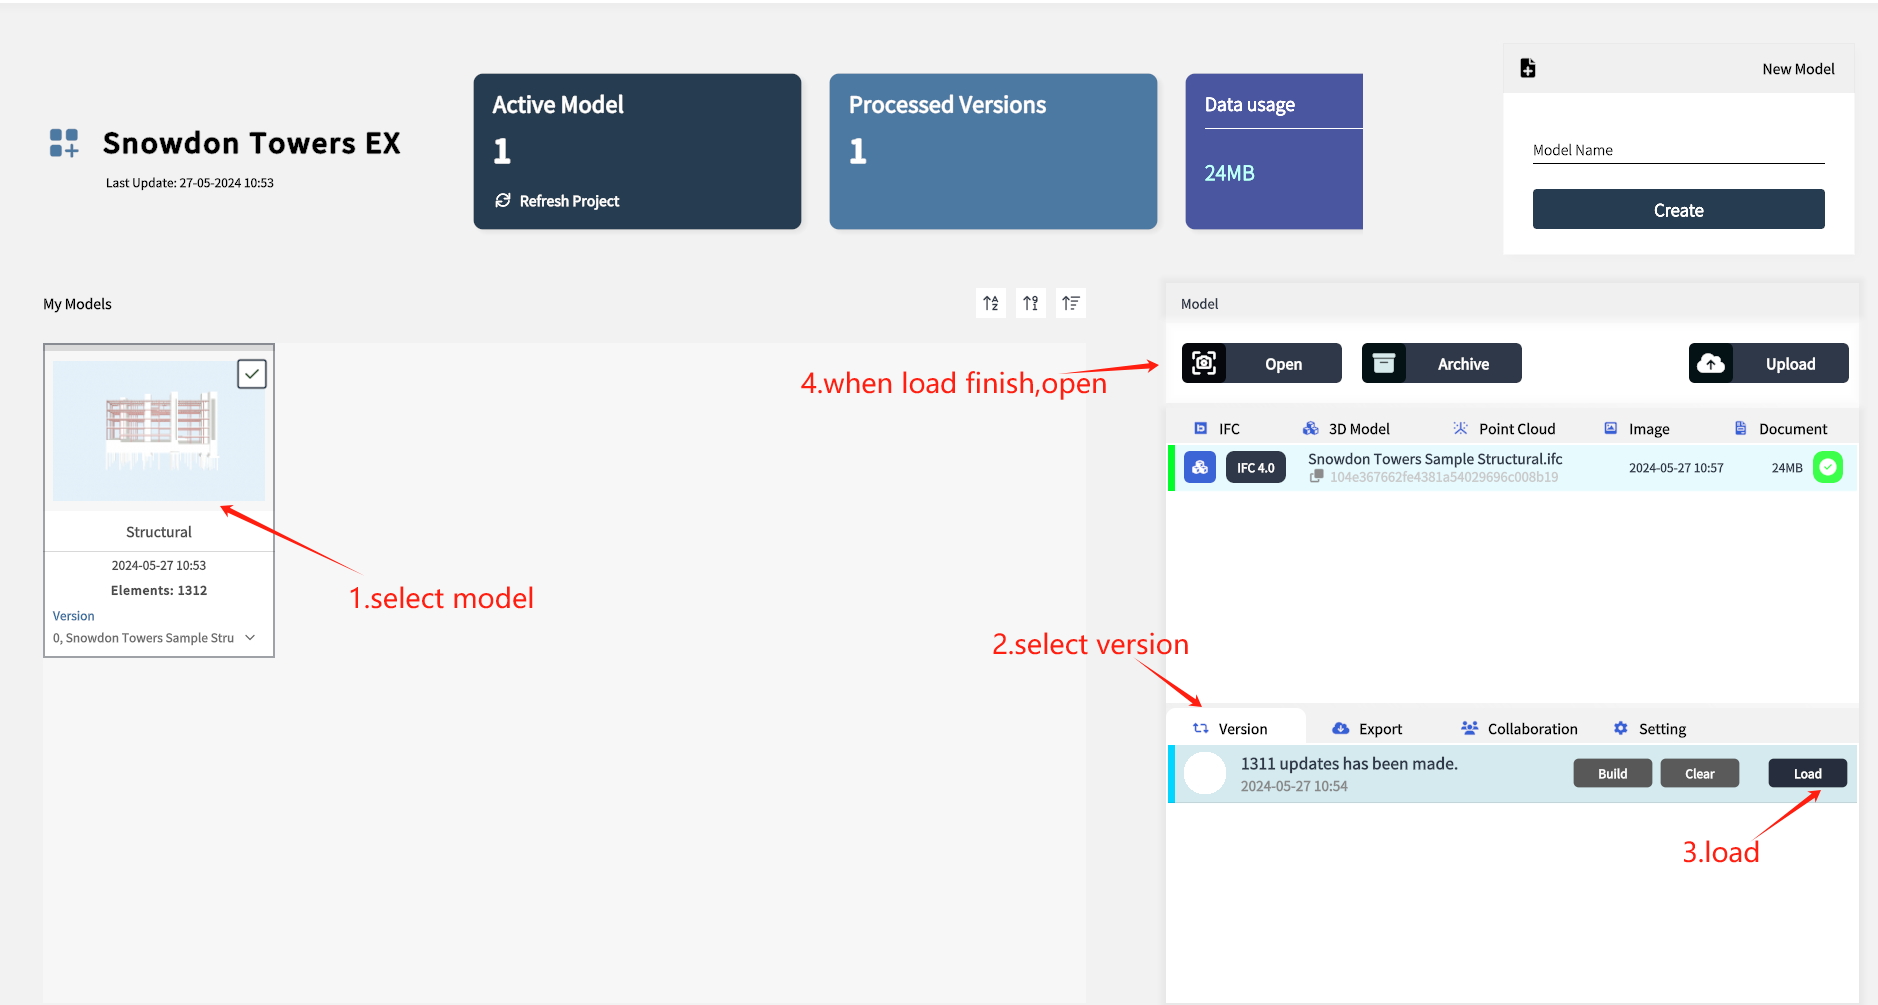 Snowdon Towers EX
Last Update: 27-05-2024 10:53
Active Model
1
Refresh Project
Processed Versions
1
Data usage
24MB
New Model
Model Name
Create
My Models
Structural
2024-05-27 10:53
Elements: 1312
Version
0, Snowdon Towers Sample Stru
1.select model
4.when load finish,open
Model
Open
Archive
Upload
IFC
3D Model
Point Cloud
Image
Document
IFC 4.0
Snowdon Towers Sample Structural.ifc
104e367662fe4381a54029696c008b19
2024-05-27 10:57
24MB
2.select version
Version
Export
Collaboration
Setting
1311 updates has been made.
2024-05-27 10:54
Build
Clear
Load
3.load